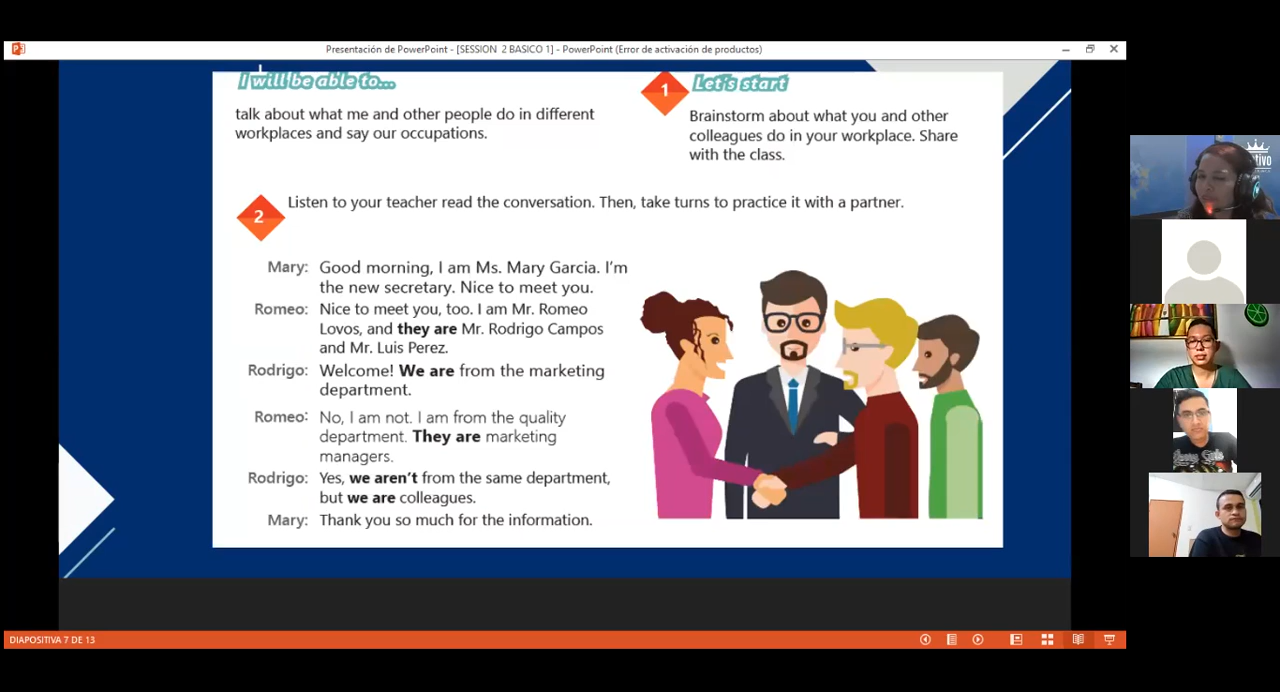 Presentación de PowerPoint - [SESSION 2 BASICO 1] - PowerPoint (Error de activación de productos)
I will be able to...
talk about what me and other people do in different
workplaces and say our occupations.
1
Let's start
Brainstorm about what you and other
colleagues do in your workplace. Share
with the class.
2
Listen to your teacher read the conversation. Then, take turns to practice it with a partner.
Mary: Good morning, I am Ms. Mary Garcia. I'm
the new secretary. Nice to meet you.
Romeo: Nice to meet you, too. I am Mr. Romeo
Lovos, and they are Mr. Rodrigo Campos
and Mr. Luis Perez.
Rodrigo: Welcome! We are from the marketing
department.
Romeo: No, I am not. I am from the quality
department. They are marketing
managers.
Rodrigo: Yes, we aren't from the same department,
but we are colleagues.
Mary: Thank you so much for the information.
DIAPOSITIVA 7 DE 13